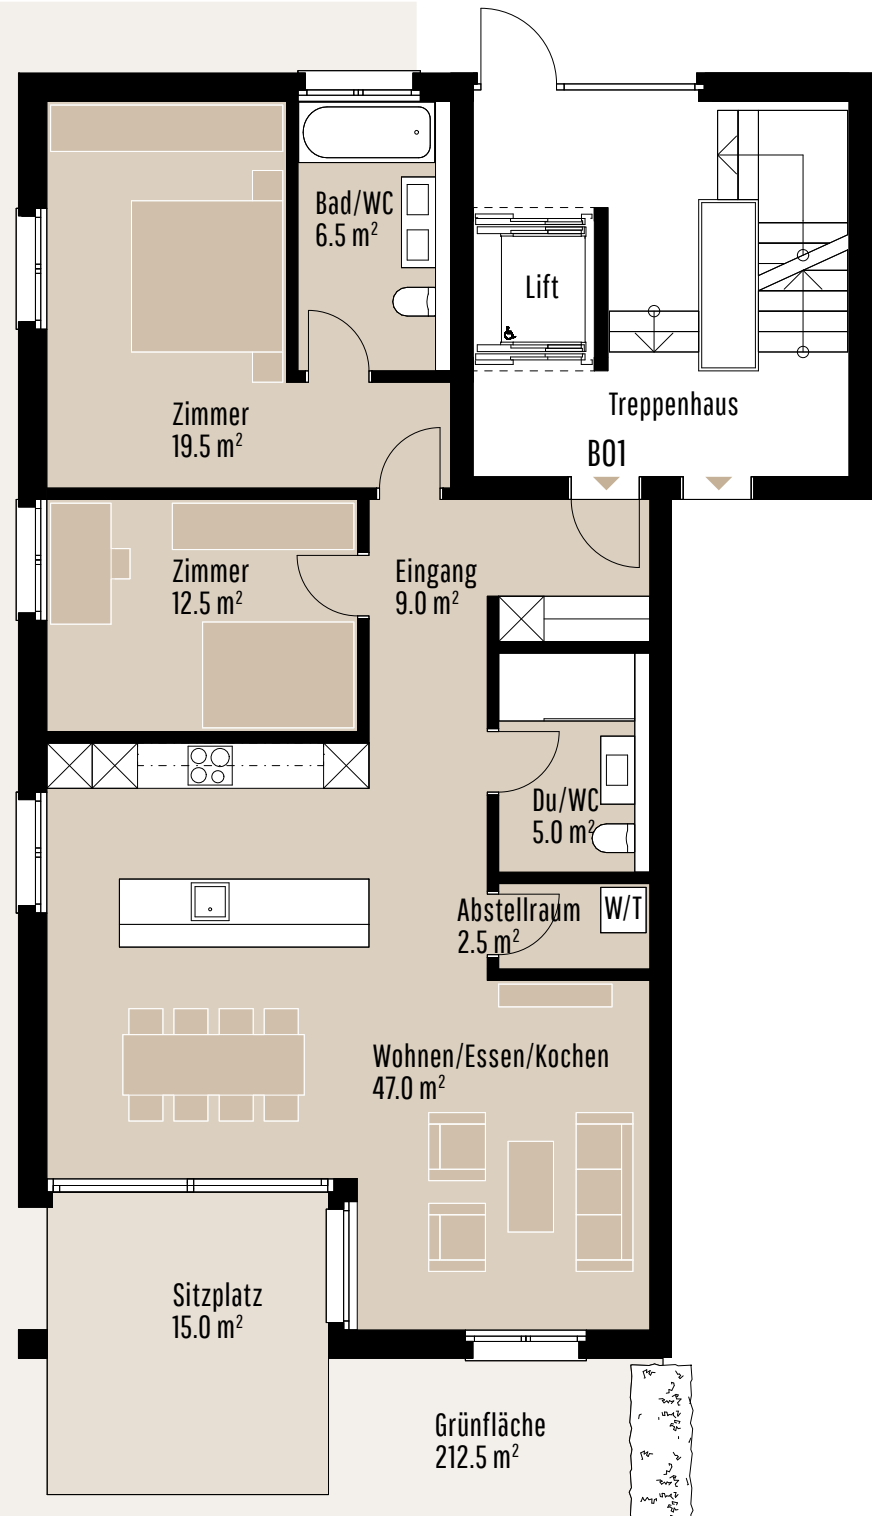 Bad/WC
6.5 m²
Lift
Zimmer
19.5 m²
Treppenhaus
B01
Zimmer
12.5 m²
Eingang
9.0 m²
Du/WC
5.0 m²
Abstellraum
2.5 m²
W/T
Wohnen/Essen/Kochen
47.0 m²
Sitzplatz
15.0 m²
Grünfläche
212.5 m²